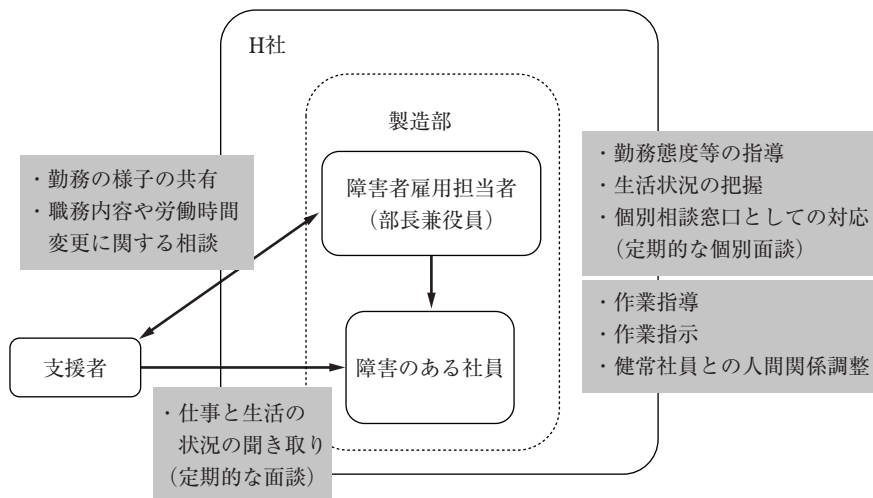 H社
製造部
・勤務の様子の共有
・職務内容や労働時間
変更に関する相談
障害者雇用担当者
(部長兼役員)
・勤務態度等の指導
・生活状況の把握
・個別相談窓口としての対応
(定期的な個別面談)
・作業指導
・作業指示
・健常社員との人間関係調整
支援者
障害のある社員
・仕事と生活の
状況の聞き取り
(定期的な面談)